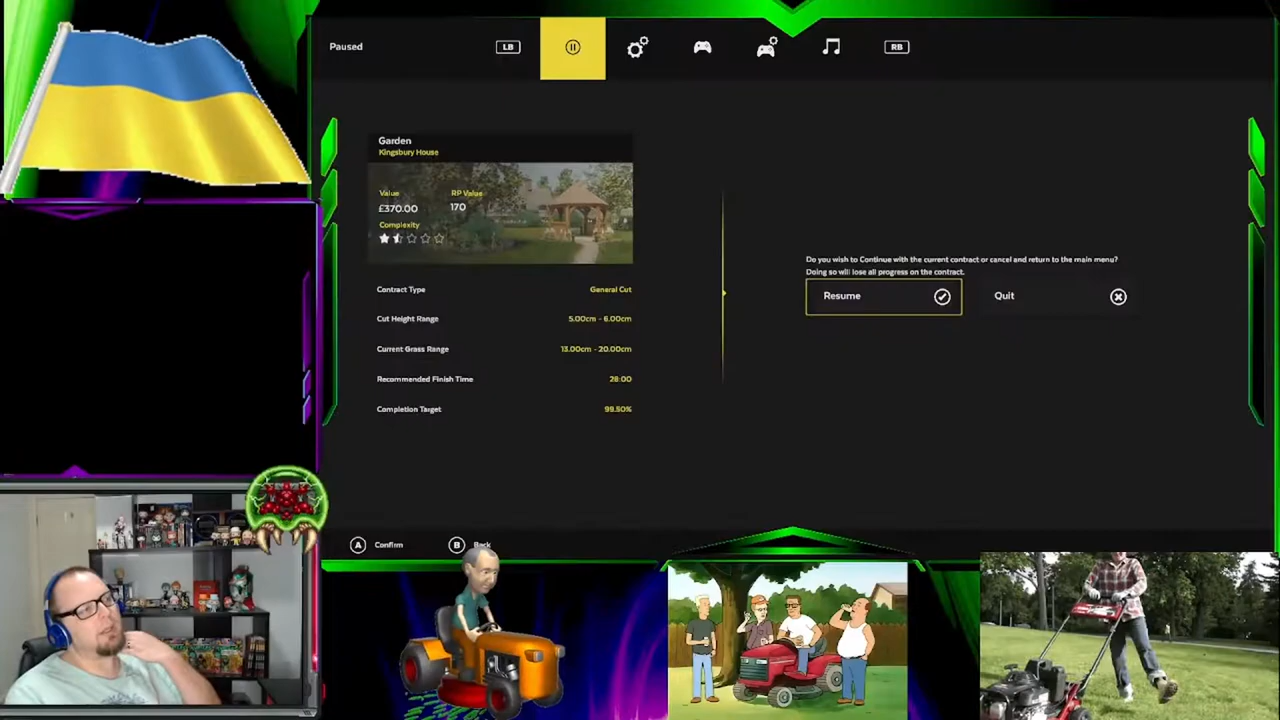 Paused
LB
RB
Garden
Kingsbury House
Value
RP Value
£370.00
170
Complexity
Contract Type
General Cut
Cut Height Range
5.00cm - 6.00cm
Current Grass Range
13.00cm - 20.00cm
Recommended Finish Time
28:00
Completion Target
99.50%
Do you wish to Continue with the current contract or cancel and return to the main menu?
Doing so will lose all progress on the contract.
Resume
Quit
A Confirm
B Back